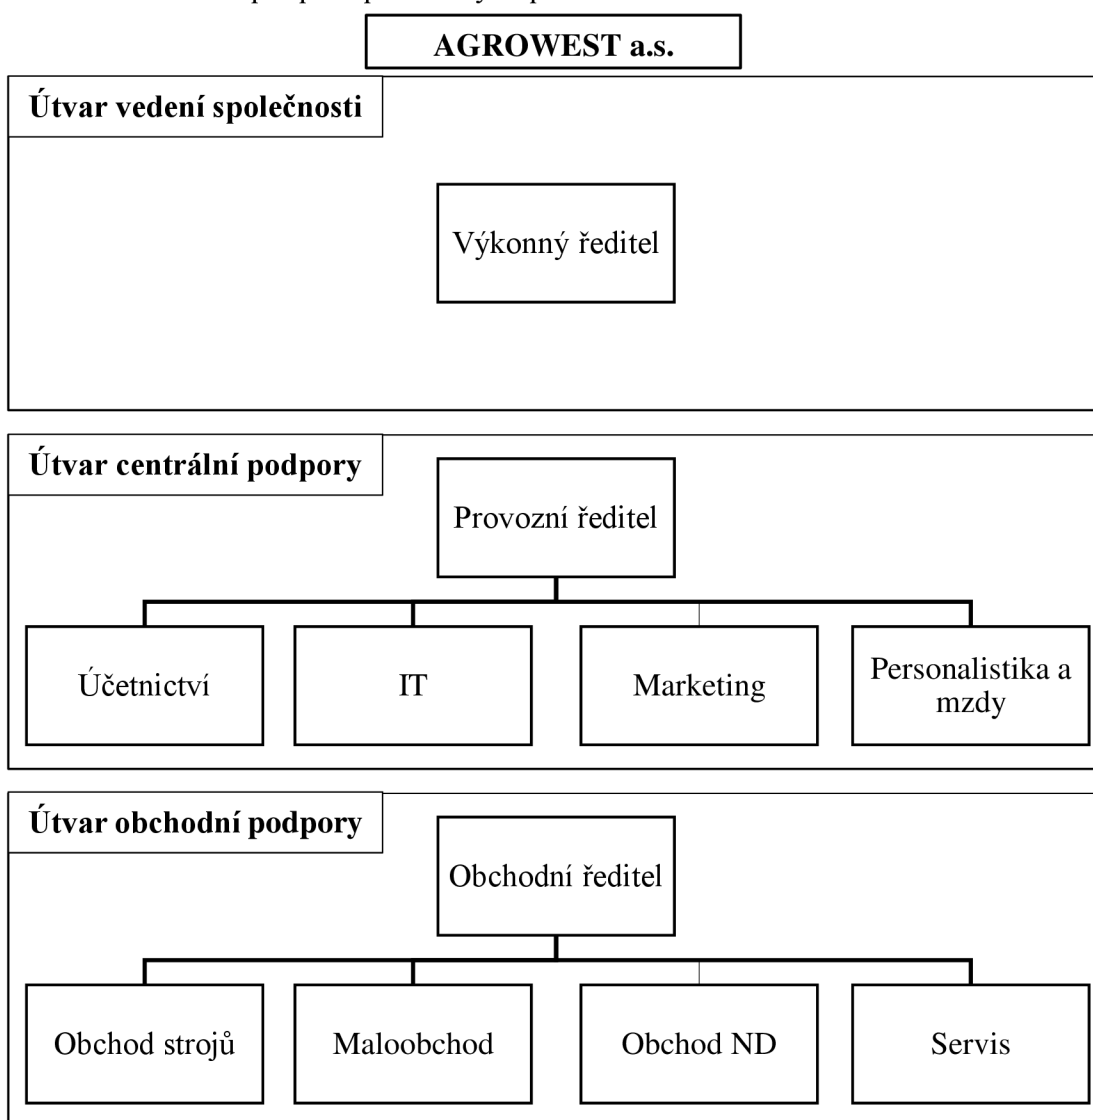 AGROWEST a.s.
Útvar vedení společnosti
Výkonný ředitel
Útvar centrální podpory
Provozní ředitel
Účetnictví
IT
Marketing
Personalistika a
mzdy
Útvar obchodní podpory
Obchodní ředitel
Obchod strojů
Maloobchod
Obchod ND
Servis